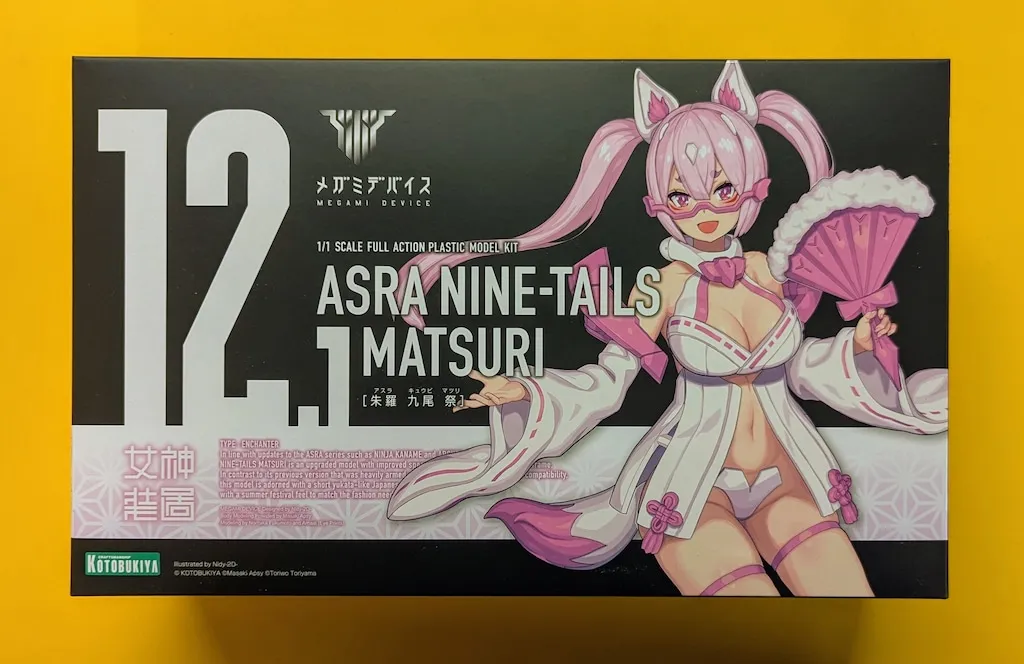 12.1
メガミデバイス
MEGAMI DEVICE
1/1 SCALE FULL ACTION PLASTIC MODEL KIT
ASRA NINE-TAILS
MATSURI
アスラ キュウビ マツリ
[朱羅 九尾 祭]
女神
装置
TYPE ENCHANTER
In line with updates to the ASRA series such as NINJA KANAME and
NINE-TAILS MATSURI is an upgraded model with improved
In contrast to its previous version that was heavily armed compatibility,
this model is adorned with a short yukata-like Japanese
with a summer festival feel to match the fashion
CRAFTSMANSHIP
KOTOBUKIYA
Illustrated by Nidy-2D-
© KOTOBUKIYA ©Masaki Apsy ©Toriwo Toriyama